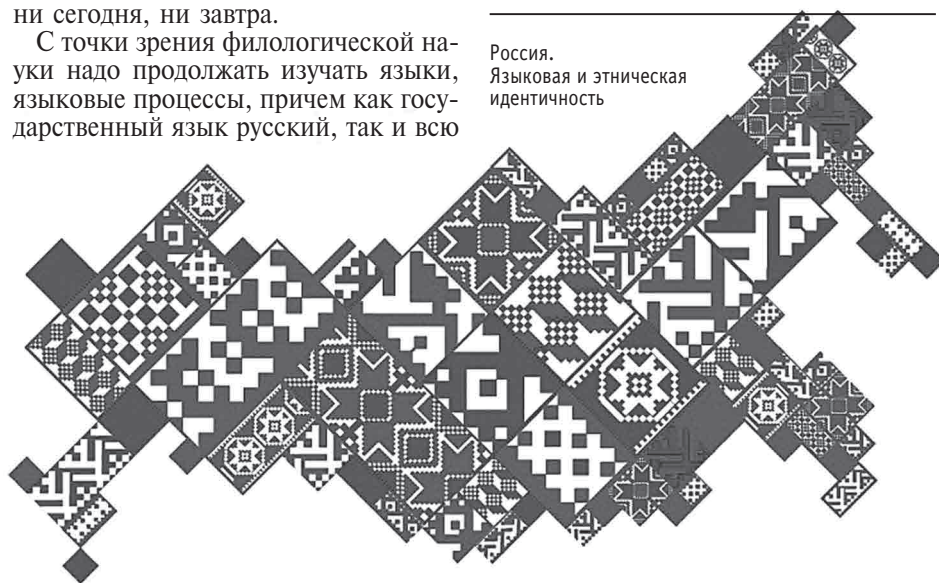 ни сегодня, ни завтра.
С точки зрения филологической на-
уки надо продолжать изучать языки,
языковые процессы, причем как госу-
дарственный язык русский, так и всю
Россия.
Языковая и этническая
идентичность